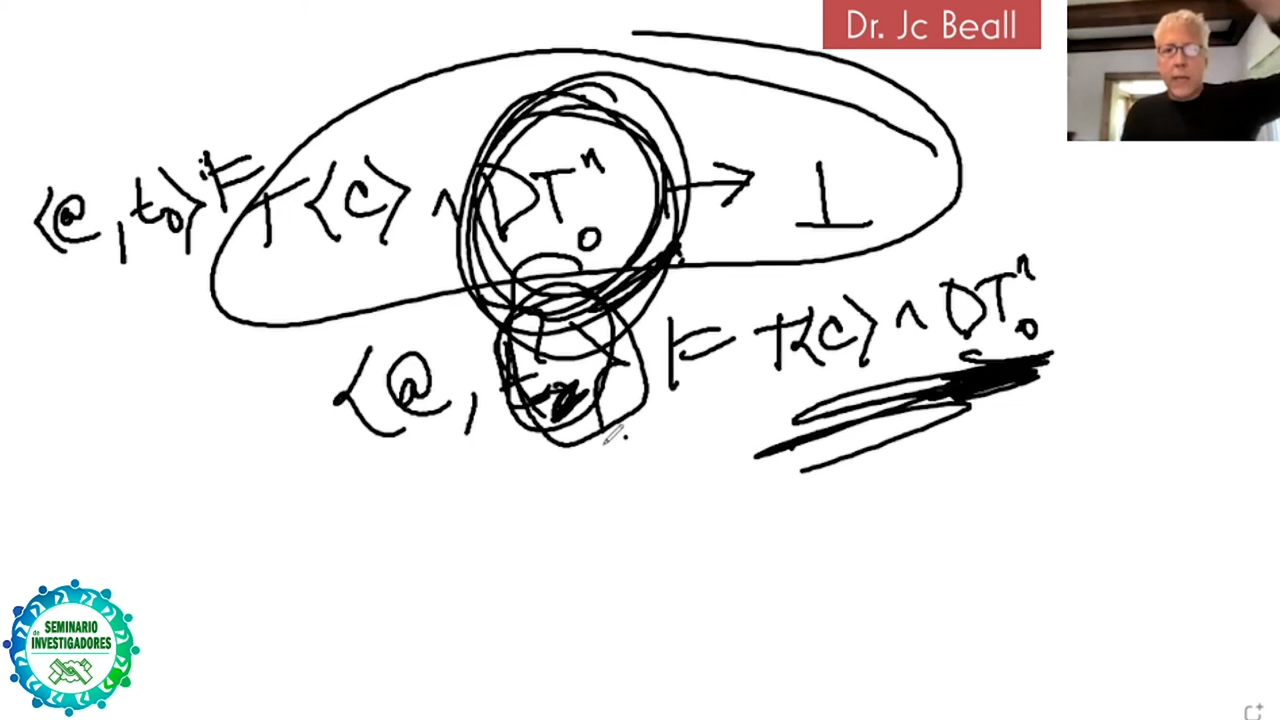 Dr. Jc Beall
⟨@, t₀⟩ ⊨ T⟨C⟩ ∧ DT₀ⁿ → ⊥
⟨@, ⊨ T⟨C⟩ ∧ DT₀ⁿ
SEMINARIO
de INVESTIGADORES